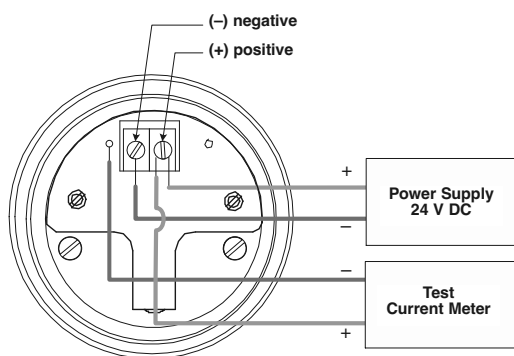 (–) negative
(+) positive
+
Power Supply
24 V DC
–
–
Test
Current Meter
+